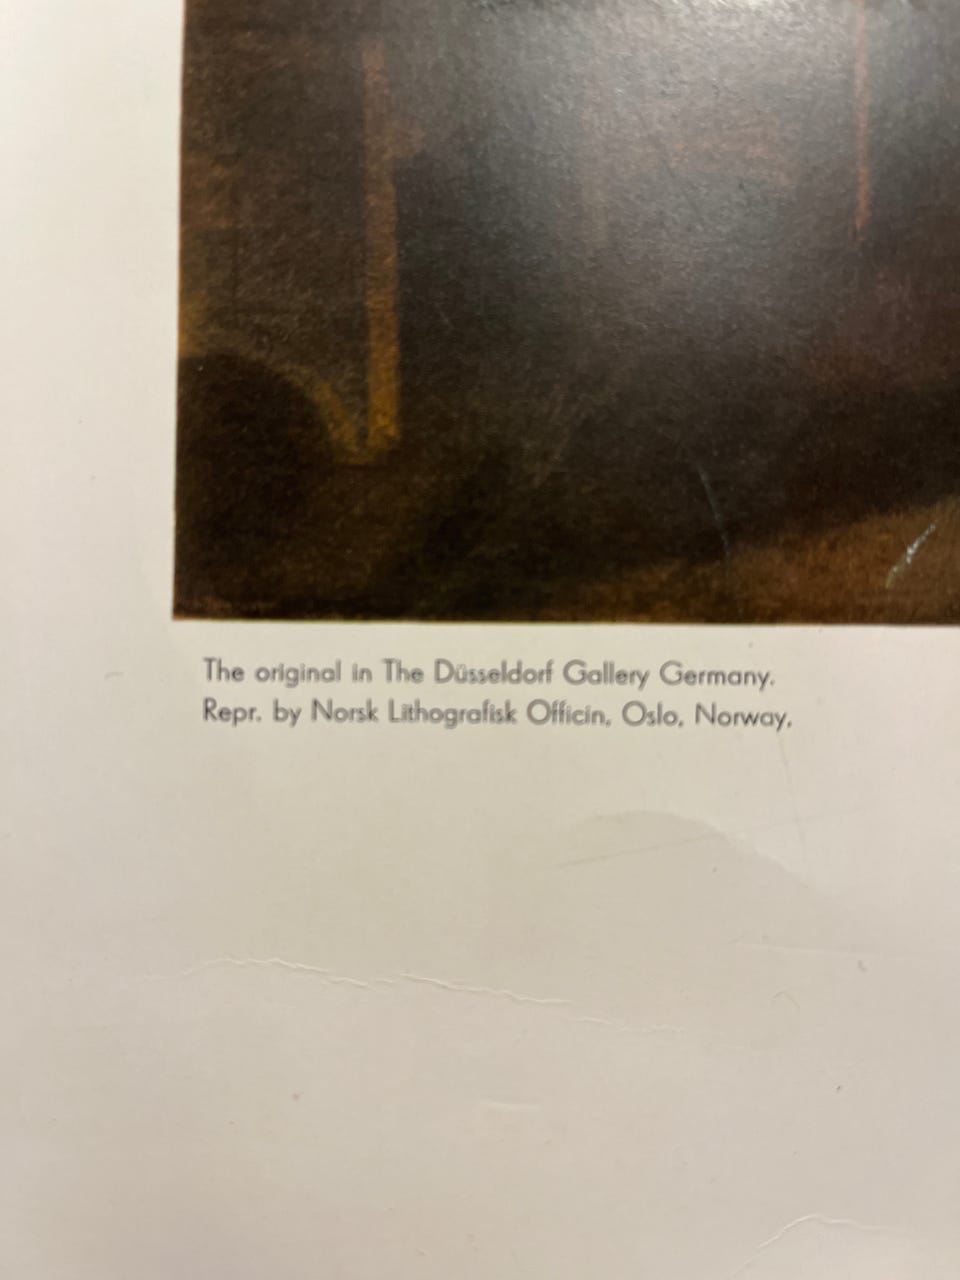 The original in The Düsseldorf Gallery Germany.
Repr. by Norsk Lithografisk Officin, Oslo, Norway.